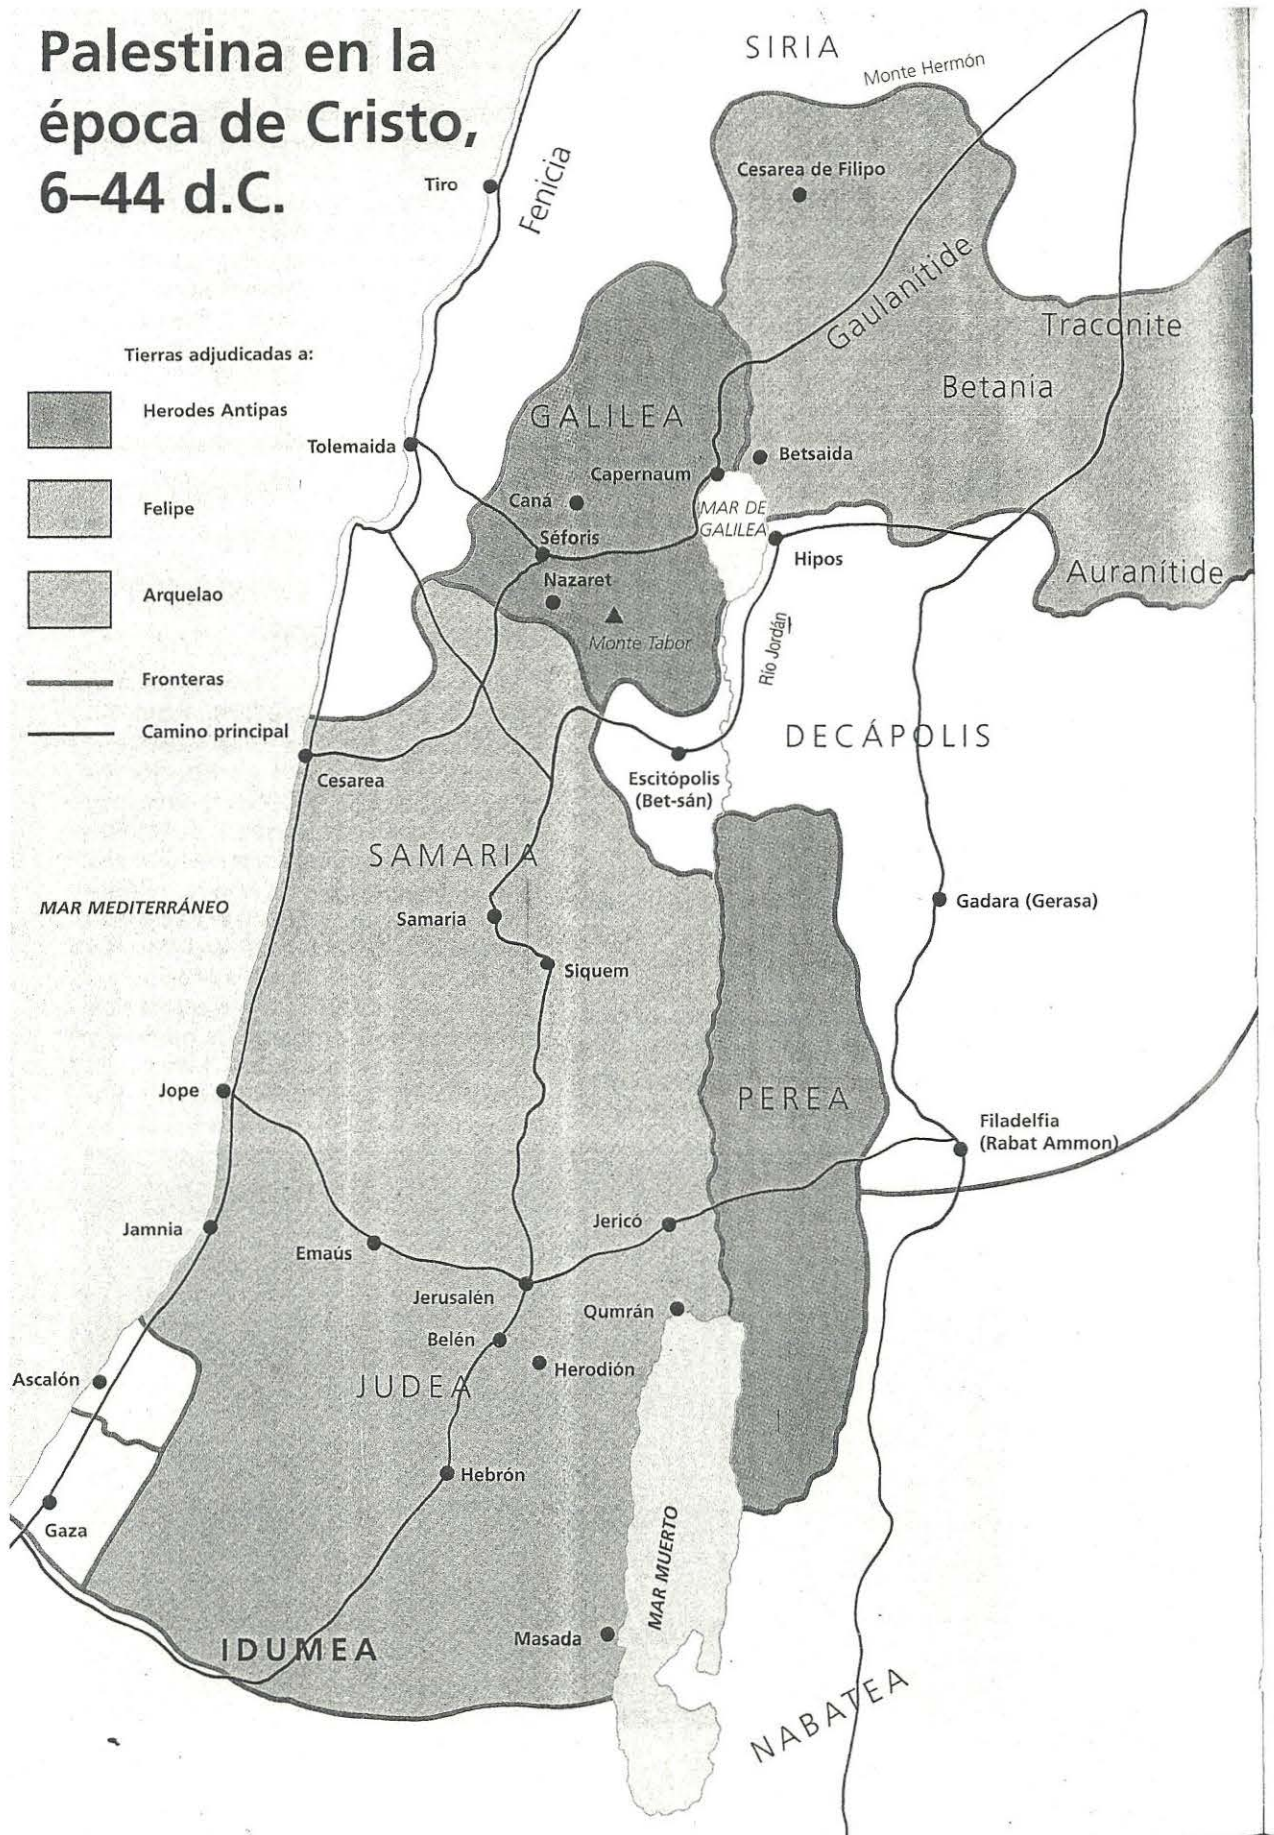 Palestina en la
época de Cristo,
6–44 d.C.
SIRIA
Monte Hermón
Cesarea de Filipo
Tiro
Fenicia
Gaulanítide
Traconite
Betania
Tierras adjudicadas a:
Herodes Antipas
Felipe
Arquelao
Fronteras
Camino principal
GALILEA
Tolemaida
Capernaum
Betsaida
Caná
MAR DE
GALILEA
Séforis
Hipos
Nazaret
Auranítide
Monte Tabor
Río Jordán
DECÁPOLIS
Cesarea
Escitópolis
(Bet-sán)
SAMARIA
MAR MEDITERRÁNEO
Samaria
Gadara (Gerasa)
Siquem
Jope
PEREA
Filadelfia
(Rabat Ammon)
Jamnia
Emaús
Jericó
Jerusalén
Qumrán
Belén
Herodión
Ascalón
JUDEA
Hebrón
Gaza
MAR MUERTO
Masada
IDUMEA
NABATEA